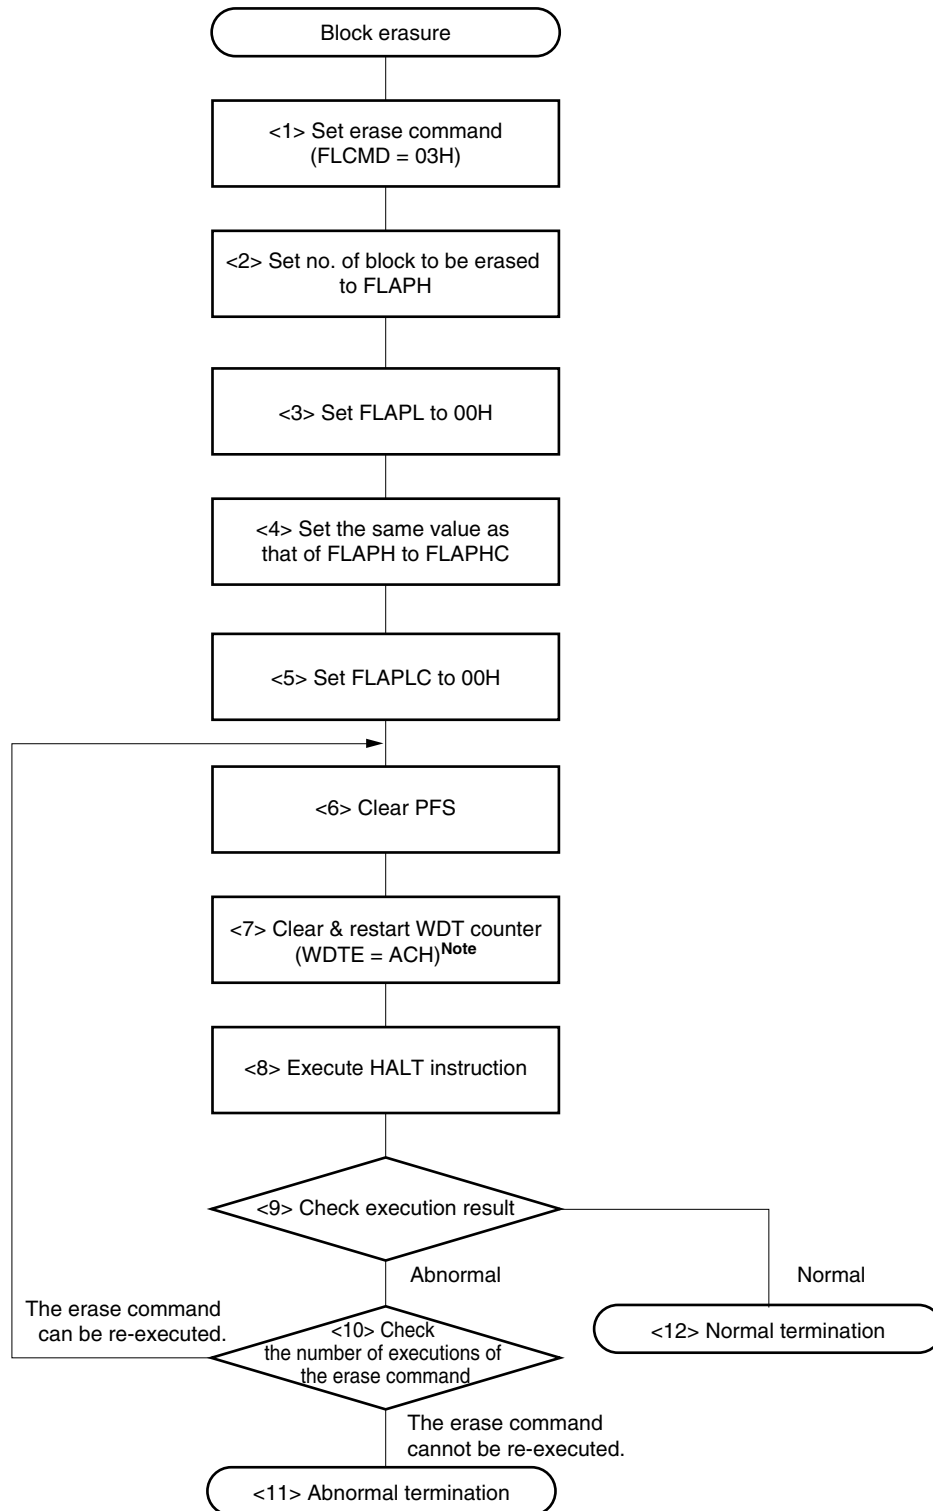 Block erasure
<1> Set erase command
(FLCMD = 03H)
<2> Set no. of block to be erased
to FLAPH
<3> Set FLAPL to 00H
<4> Set the same value as
that of FLAPH to FLAPHC
<5> Set FLAPLC to 00H
<6> Clear PFS
<7> Clear & restart WDT counter
(WDTE = ACH)Note
<8> Execute HALT instruction
<9> Check execution result
Abnormal
Normal
The erase command
can be re-executed.
<10> Check
the number of executions of
the erase command
<12> Normal termination
The erase command
cannot be re-executed.
<11> Abnormal termination